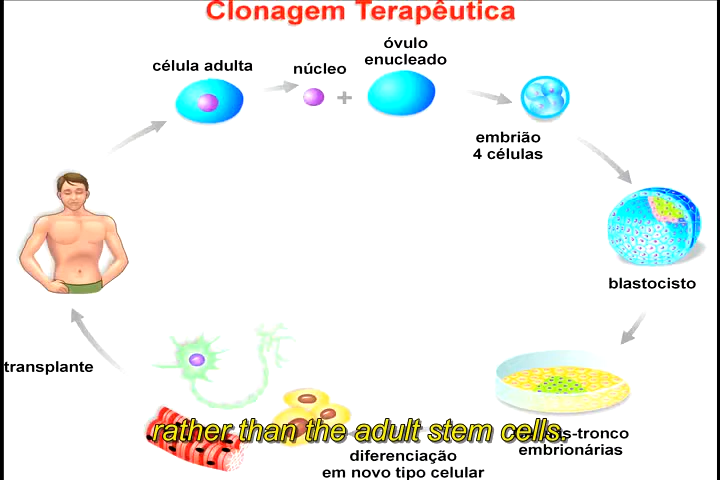 Clonagem Terapêutica
célula adulta
núcleo
+
óvulo
enucleado
embrião
4 células
blastocisto
transplante
rather than the adult stem cells.
-tronco
embrionárias
diferenciação
em novo tipo celular